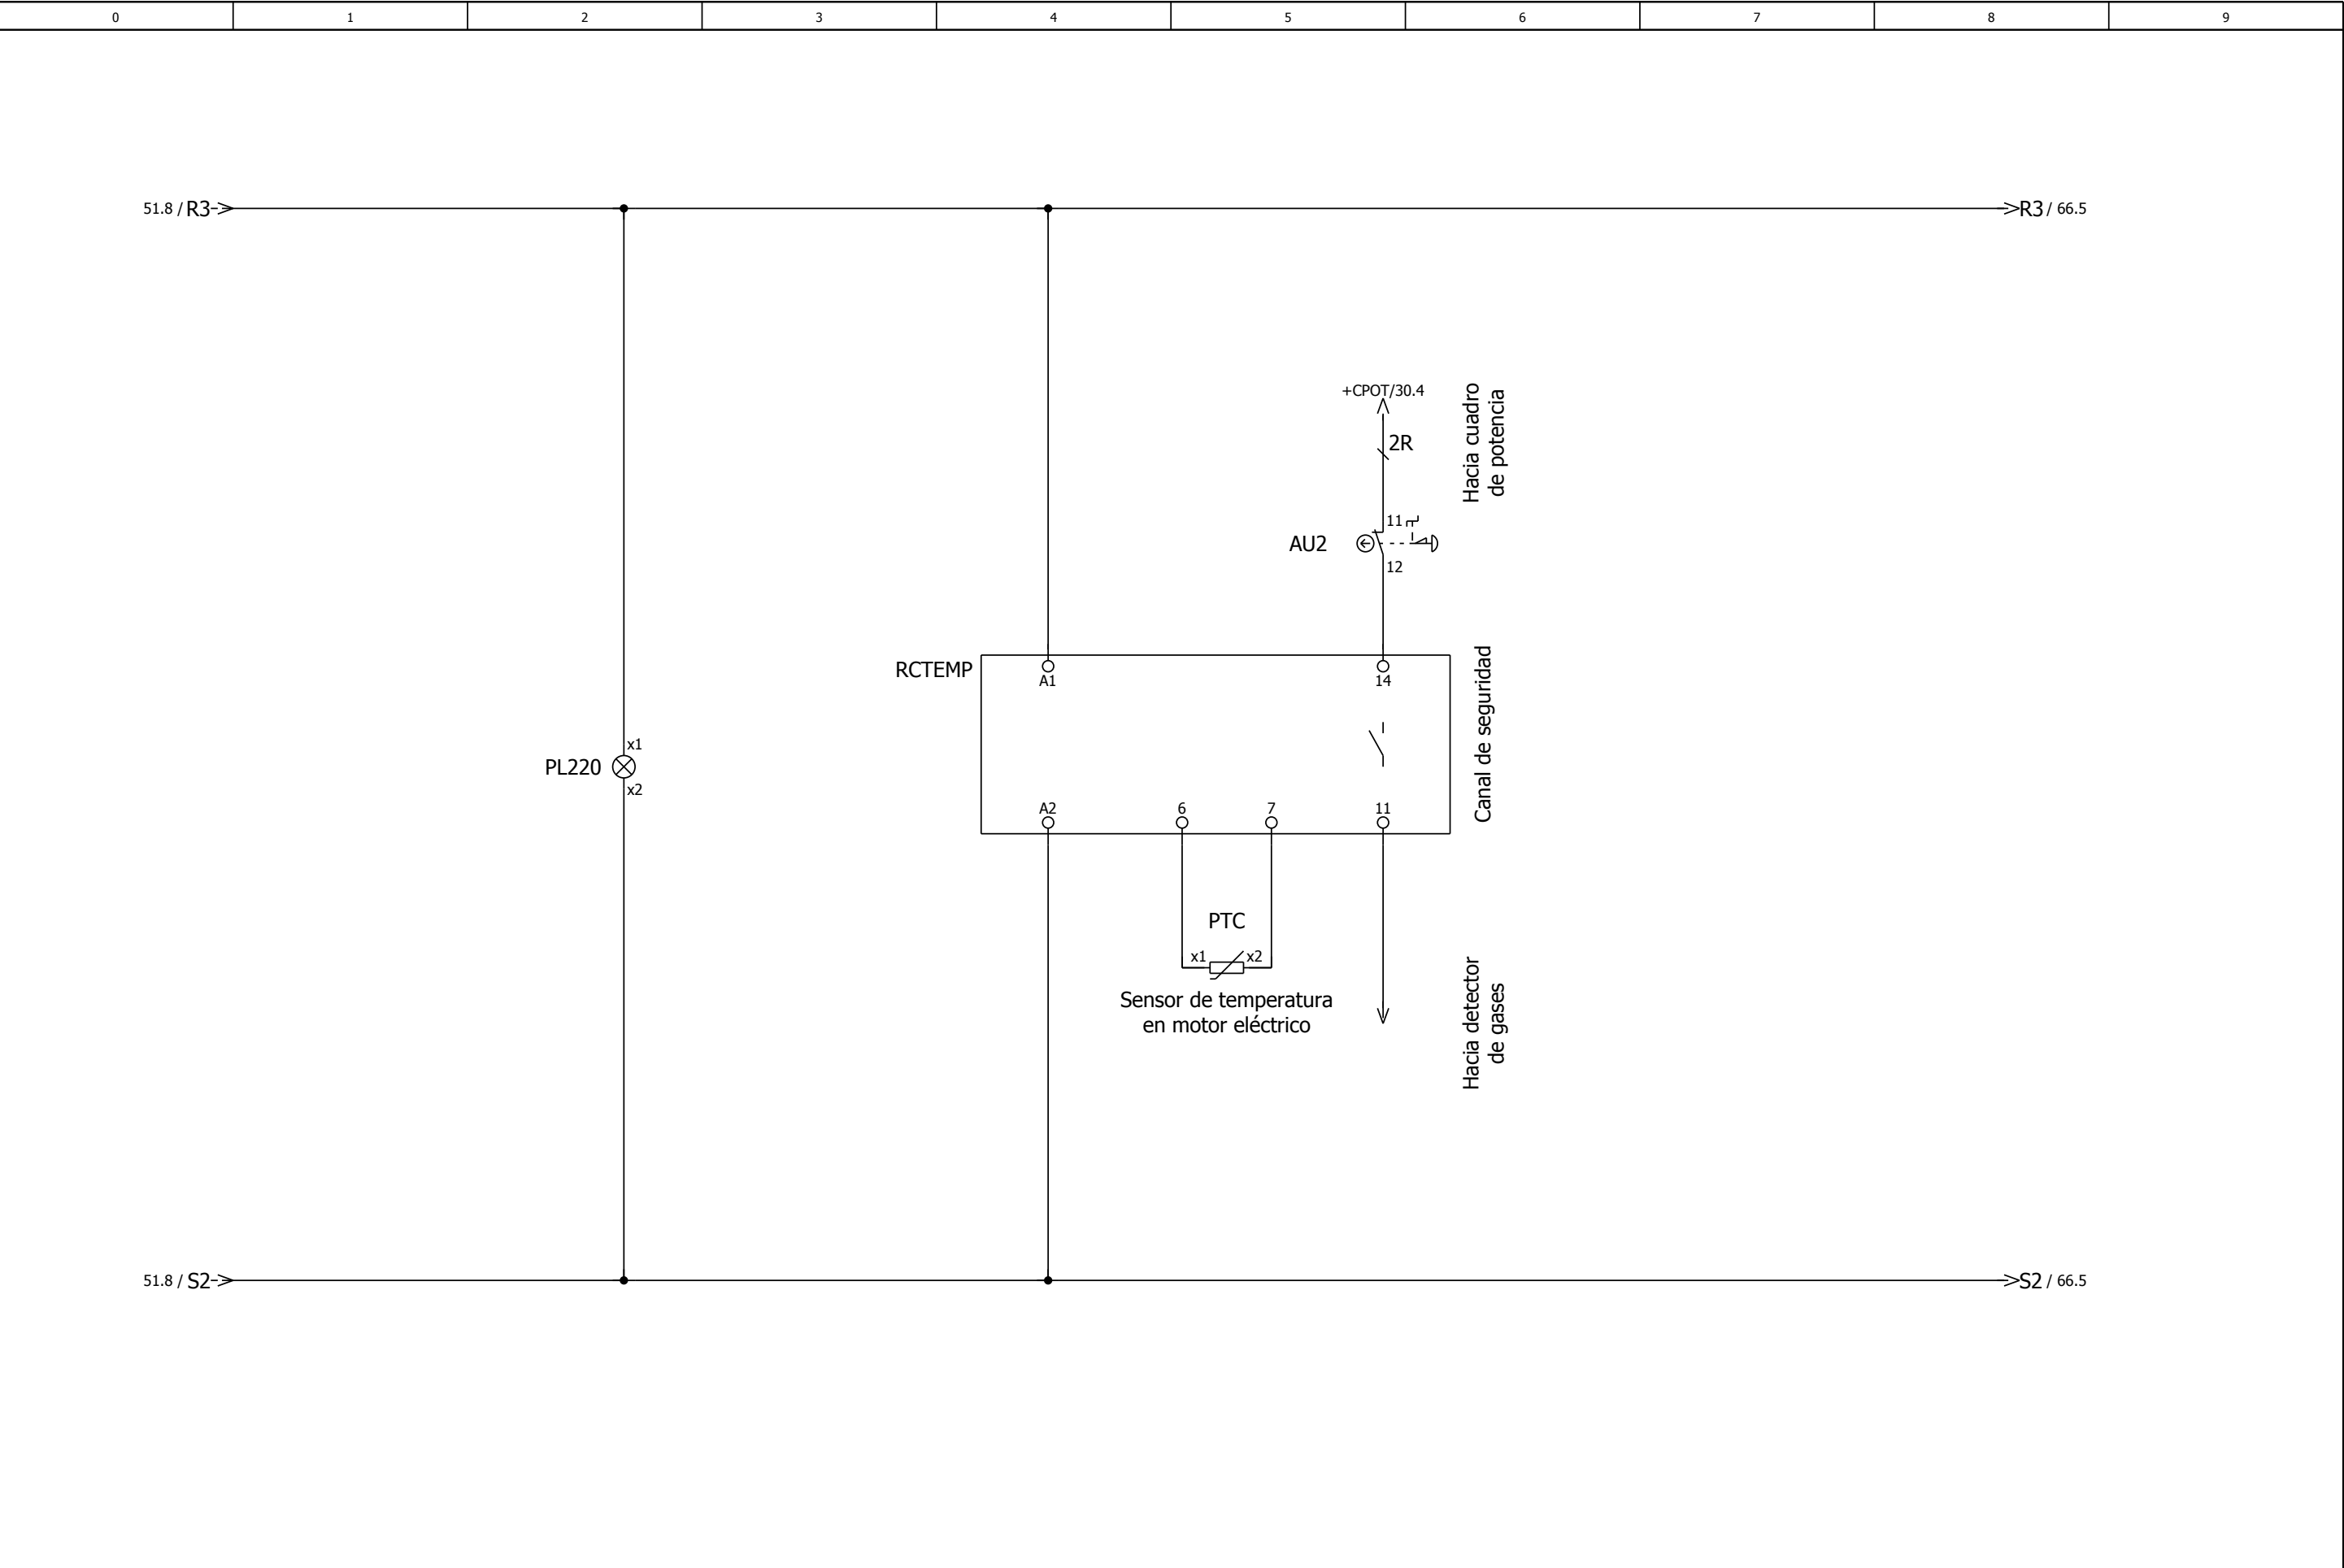 0 1 2 3 4 5 6 7 8 9
51.8 / R3
R3 / 66.5
+CPOT/30.4
2R
Hacia cuadro
de potencia
11
AU2
12
RCTEMP
A1
14
Canal de seguridad
x1
PL220
x2
A2
6
7
11
PTC
x1
x2
Sensor de temperatura
en motor eléctrico
Hacia detector
de gases
51.8 / S2
S2 / 66.5